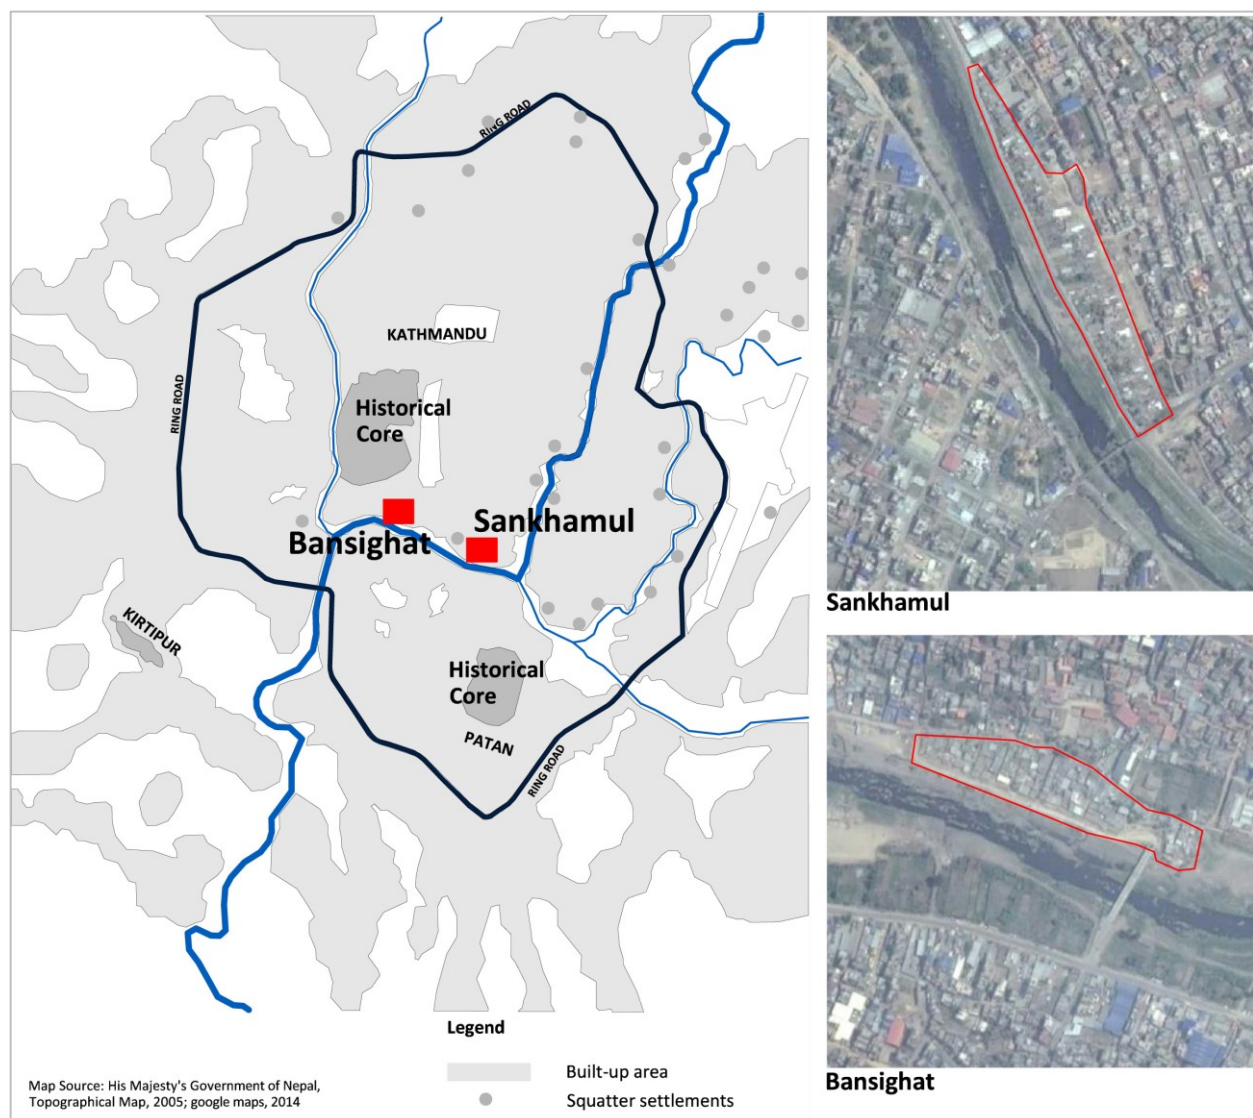 RING ROAD
KATHMANDU
RING ROAD
Historical
Core
Sankhamul
Bansighat
KIRTIPUR
Historical
Core
PATAN
RING ROAD
Legend
Built-up area
Squatter settlements
Map Source: His Majesty's Government of Nepal,
Topographical Map, 2005; google maps, 2014
Sankhamul
Bansighat